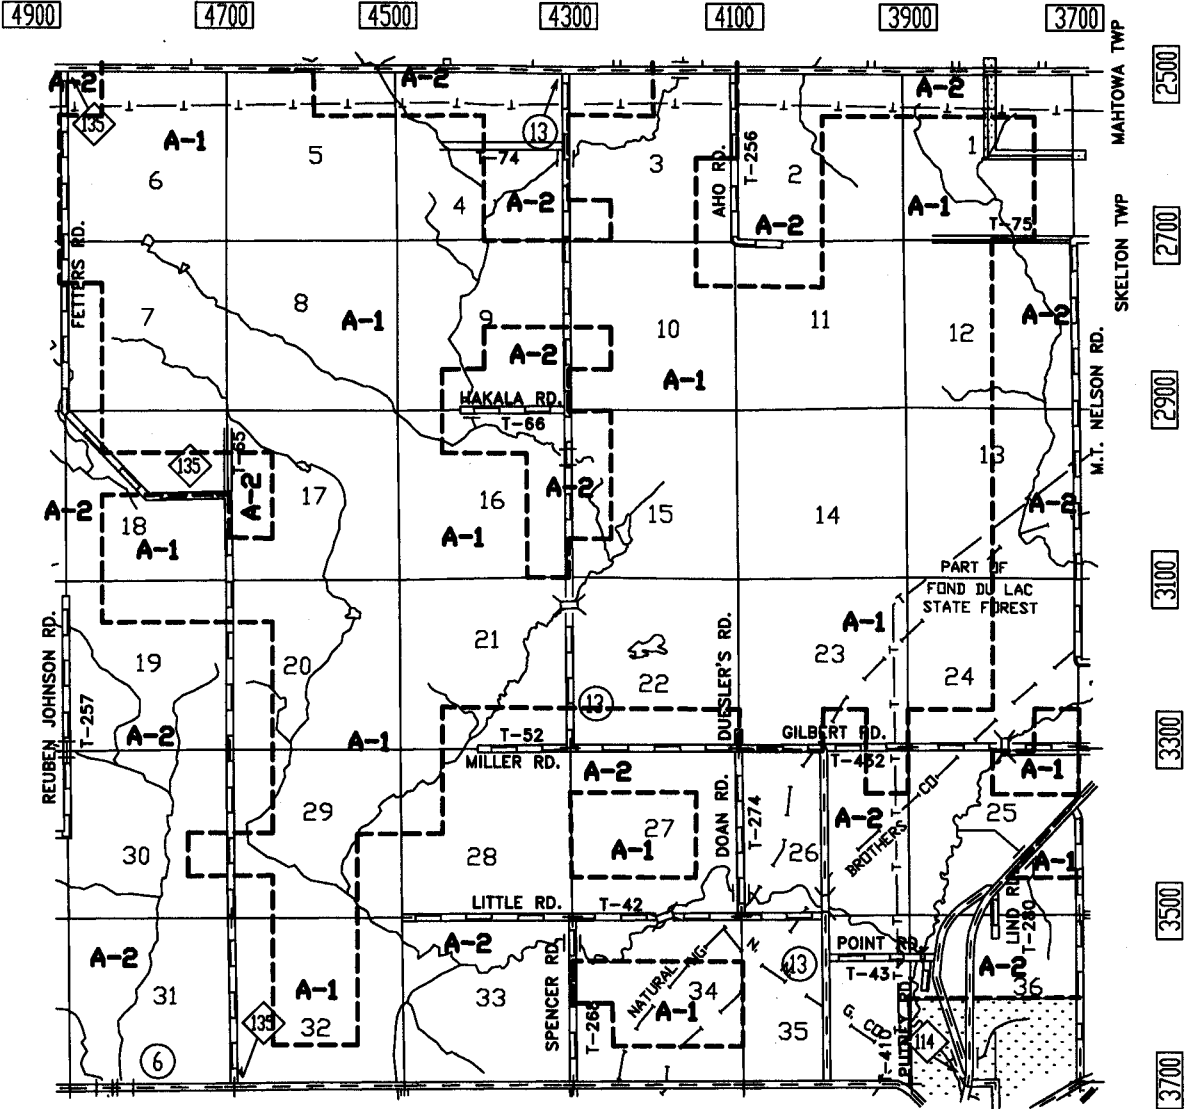 4900 4700 4500 4300 4100 3900 3700
MAHTOWA TWP
2500
A-2 A-2 A-2
135 13
A-1 5 3 2 1
T-74 AHO RD. T-256
6 4 A-2 A-2 A-1
T-75
SKELTON TWP
2700
FETTERS RD.
7 8 A-1 9 10 11 12 A-2
A-2
A-1
M.T. NELSON RD.
HAKALA RD.
T-66
2900
135 T-65
A-2 17 16 A-2 15 14 13 A-2
A-2 18
A-1 A-1
PART OF
FOND DU LAC
STATE FOREST
3100
REUBEN JOHNSON RD.
19 20 21 22 A-1 23 24
DUESLER'S RD.
T-257 13
A-2 A-1 T-52 GILBERT RD.
MILLER RD. T-452
3300
A-2 A-1
29 DOAN RD. T-274 A-2 BROTHERS CO 25
30 28 27 26
A-1 A-1
LITTLE RD. T-42 LIND RD. T-280
3500
A-2 A-2 SPENCER RD. NATURAL NG N. 13 POINT RD.
T-43 A-2
31 A-1 33 34 36
32 T-268 A-1 35 G. CO T-410 PUTNEY RD.
135 114
6
3700